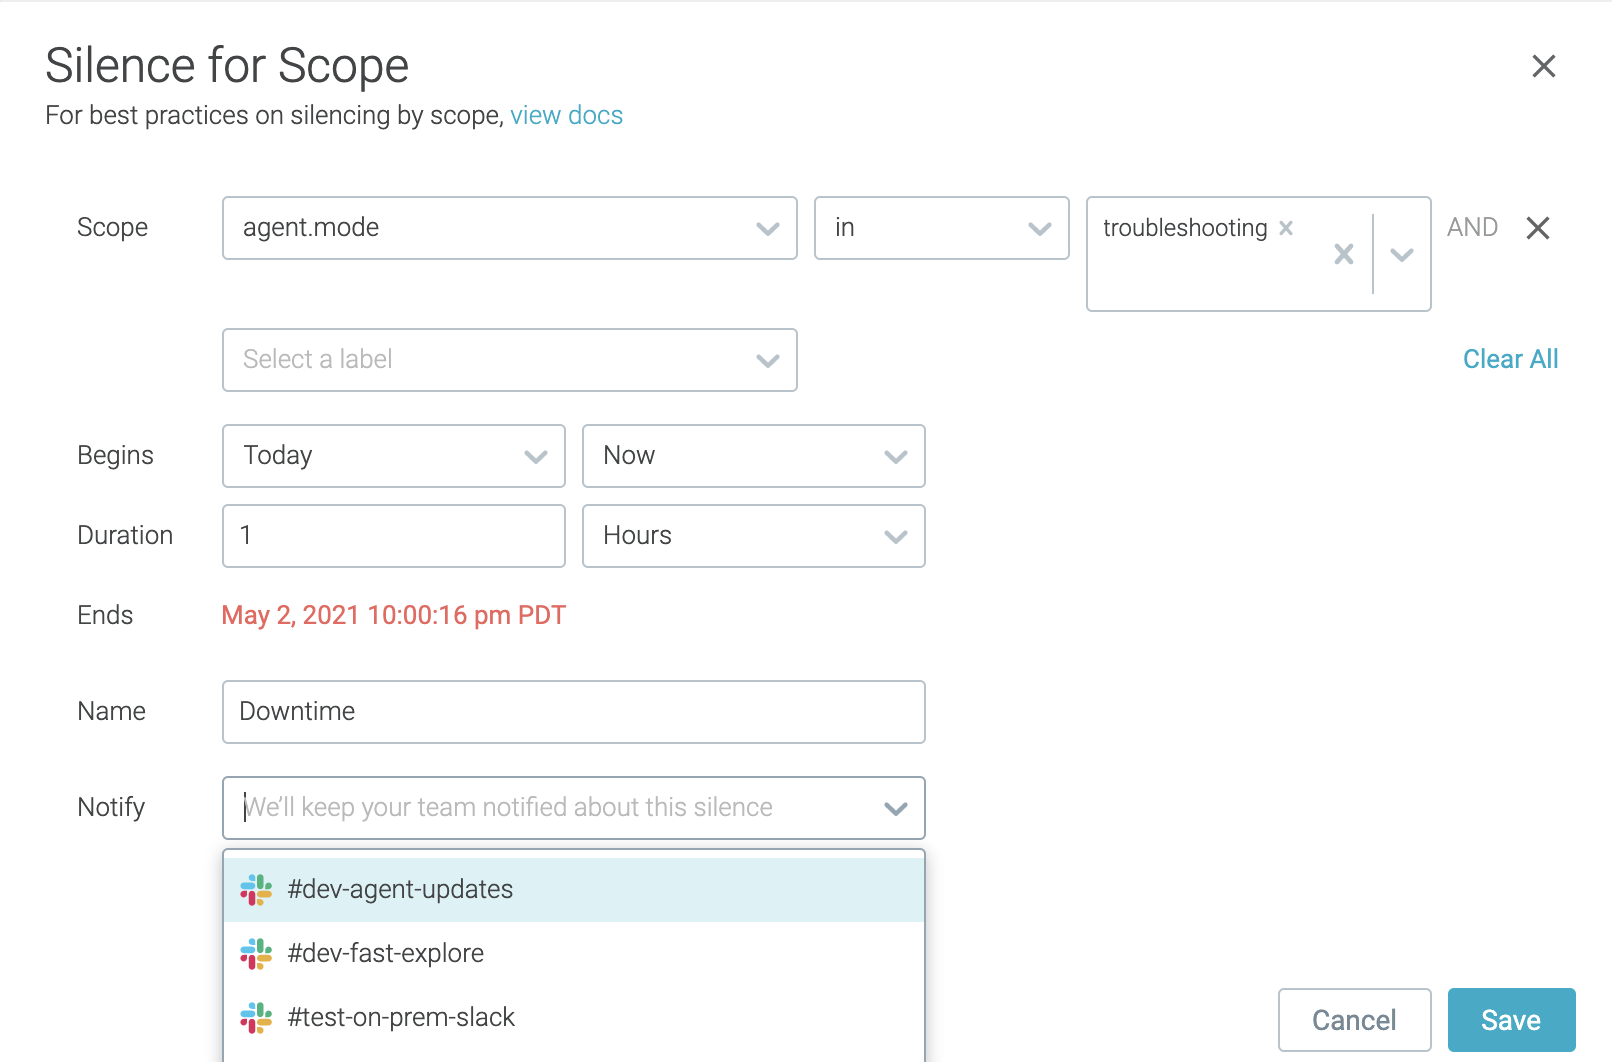 Silence for Scope
For best practices on silencing by scope, view docs
Scope agent.mode in troubleshooting AND
Select a label Clear All
Begins Today Now
Duration 1 Hours
Ends May 2, 2021 10:00:16 pm PDT
Name Downtime
Notify We'll keep your team notified about this silence
#dev-agent-updates
#dev-fast-explore
#test-on-prem-slack
Cancel Save